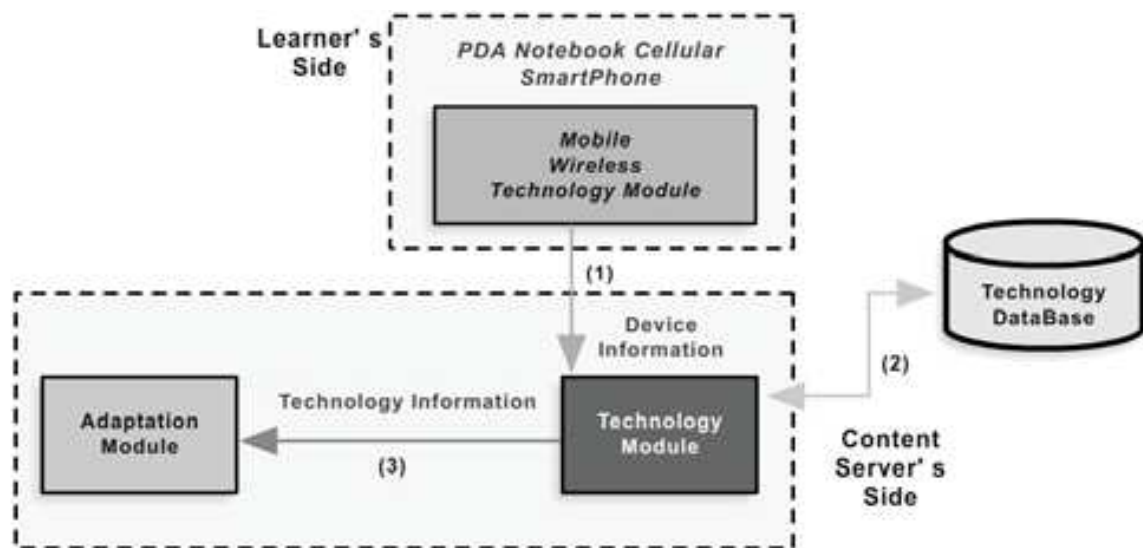 Learner's
Side
PDA Notebook Cellular
SmartPhone
Mobile
Wireless
Technology Module
(1)
Device
Information
Technology
DataBase
(2)
Adaptation
Module
Technology Information
(3)
Technology
Module
Content
Server's
Side